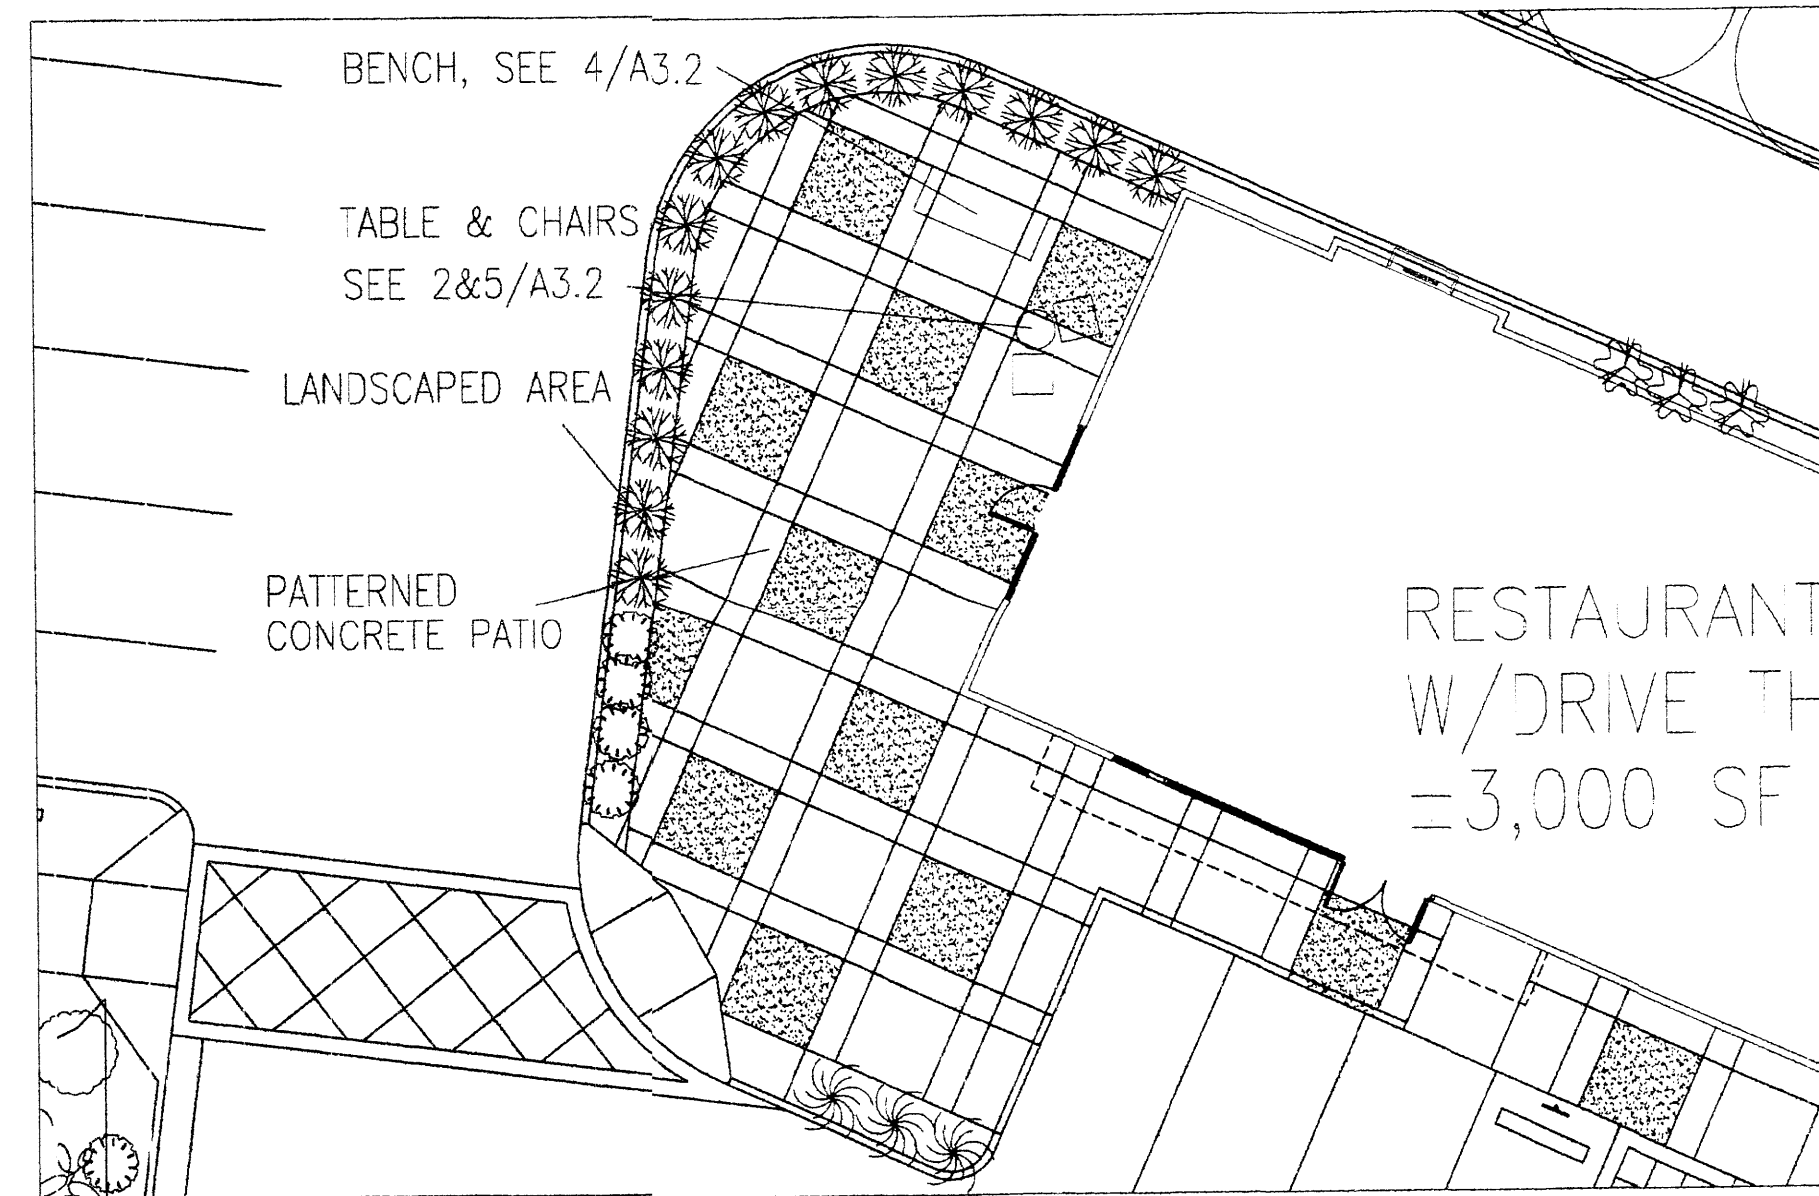 BENCH, SEE 4/A3.2
TABLE & CHAIRS
SEE 2&5/A3.2
LANDSCAPED AREA
PATTERNED
CONCRETE PATIO
RESTAURANT
W/DRIVE TH
±3,000 SF